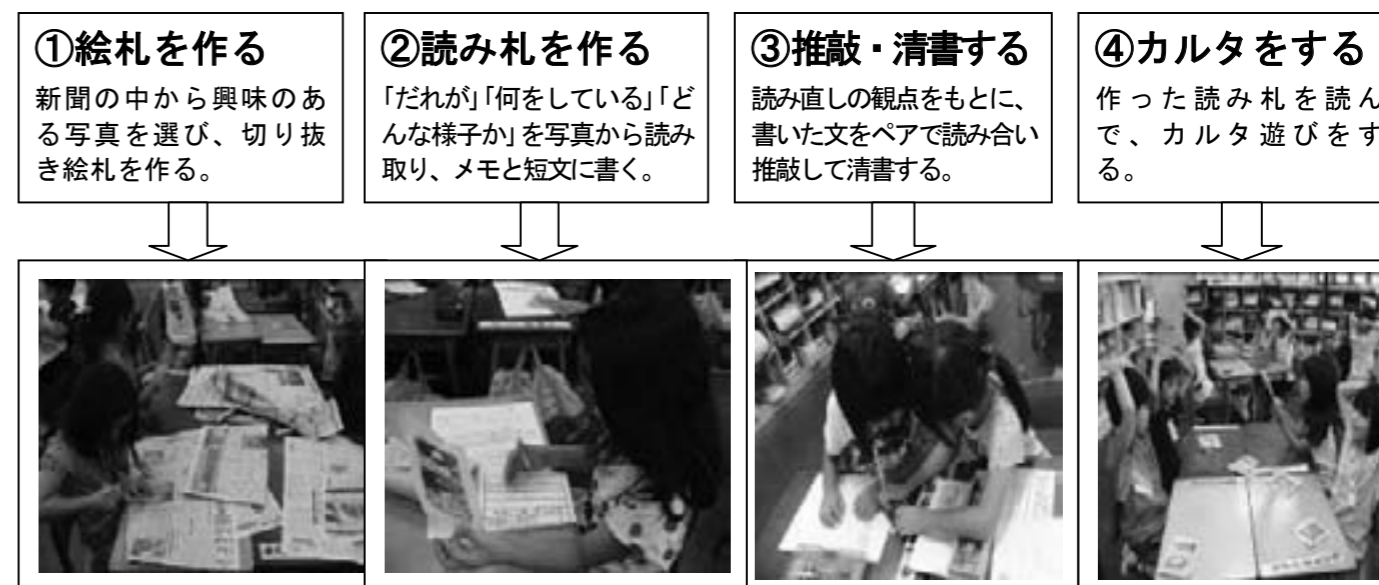 ①絵札を作る
新聞の中から興味のあ
る写真を選び、切り抜
き絵札を作る。
②読み札を作る
「だれが」「何をしている」「ど
んな様子か」を写真から読み
取り、メモと短文に書く。
③推敲・清書する
読み直しの観点をもとに、
書いた文をペアで読み合い
推敲して清書する。
④カルタをする
作った読み札を読ん
で、カルタ遊びをす
る。